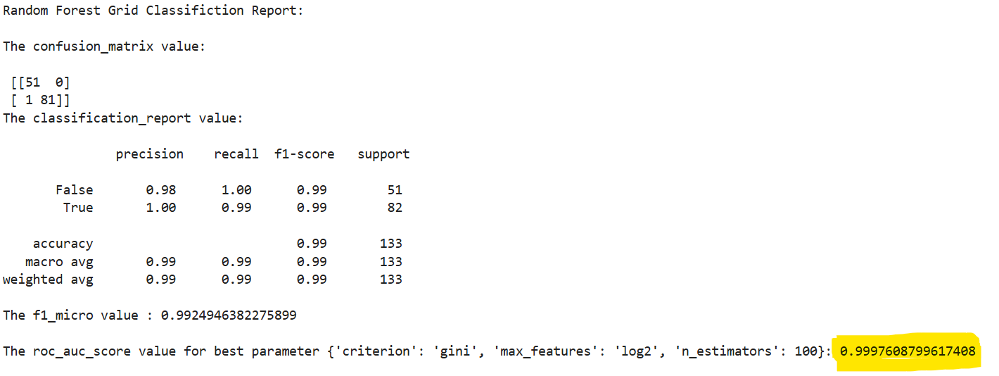 Random Forest Grid Classifiction Report:
The confusion_matrix value:
[[51  0]
[ 1 81]]
The classification_report value:
precision    recall  f1-score   support
False       0.98      1.00      0.99        51
True       1.00      0.99      0.99        82
accuracy                           0.99       133
macro avg       0.99      0.99      0.99       133
weighted avg       0.99      0.99      0.99       133
The f1_micro value : 0.9924946382275899
The roc_auc_score value for best parameter {'criterion': 'gini', 'max_features': 'log2', 'n_estimators': 100}: 0.9997608799617408